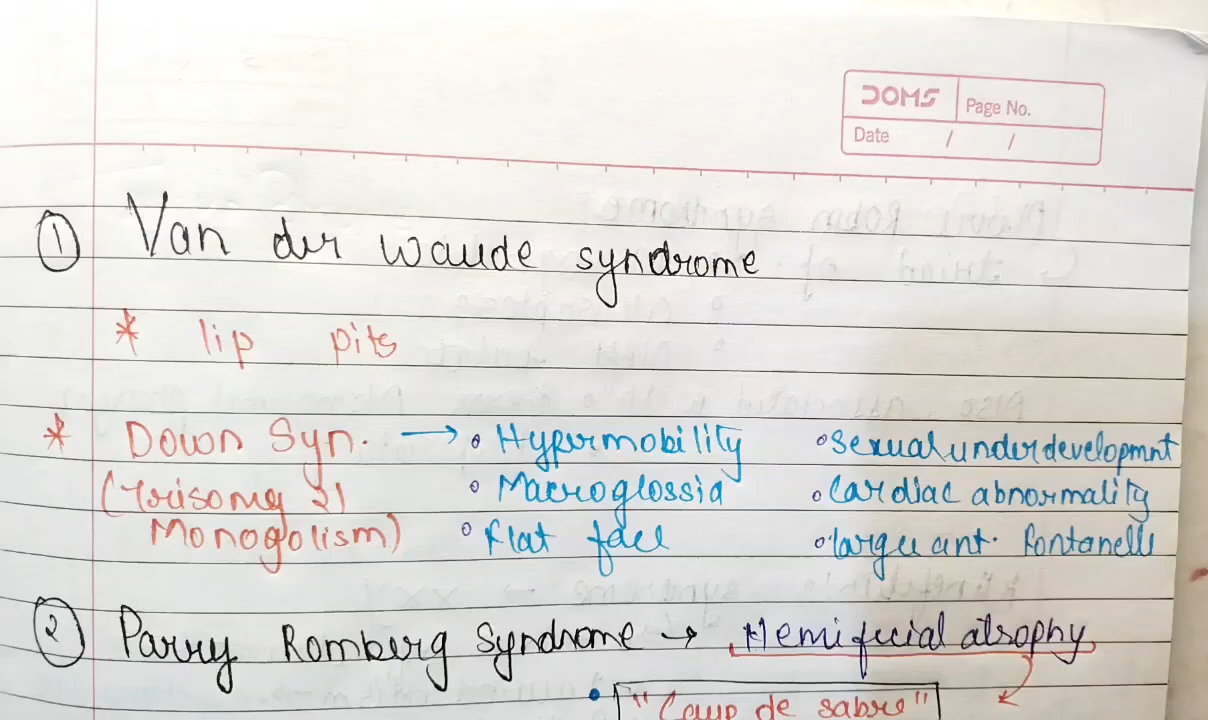 DOMS Page No.
Date / /
① Van der Waude syndrome
* lip pits
* Down Syn. → ∘ Hypermobility ∘ sexual underdevelopmnt
(Trisomy 21 ∘ Macroglossia ∘ Cardiac abnormality
Monogolism) ∘ Flat face ∘ large ant. fontanelle
② Parry Romberg Syndrome → Hemifacial atrophy
• "Coup de sabre"